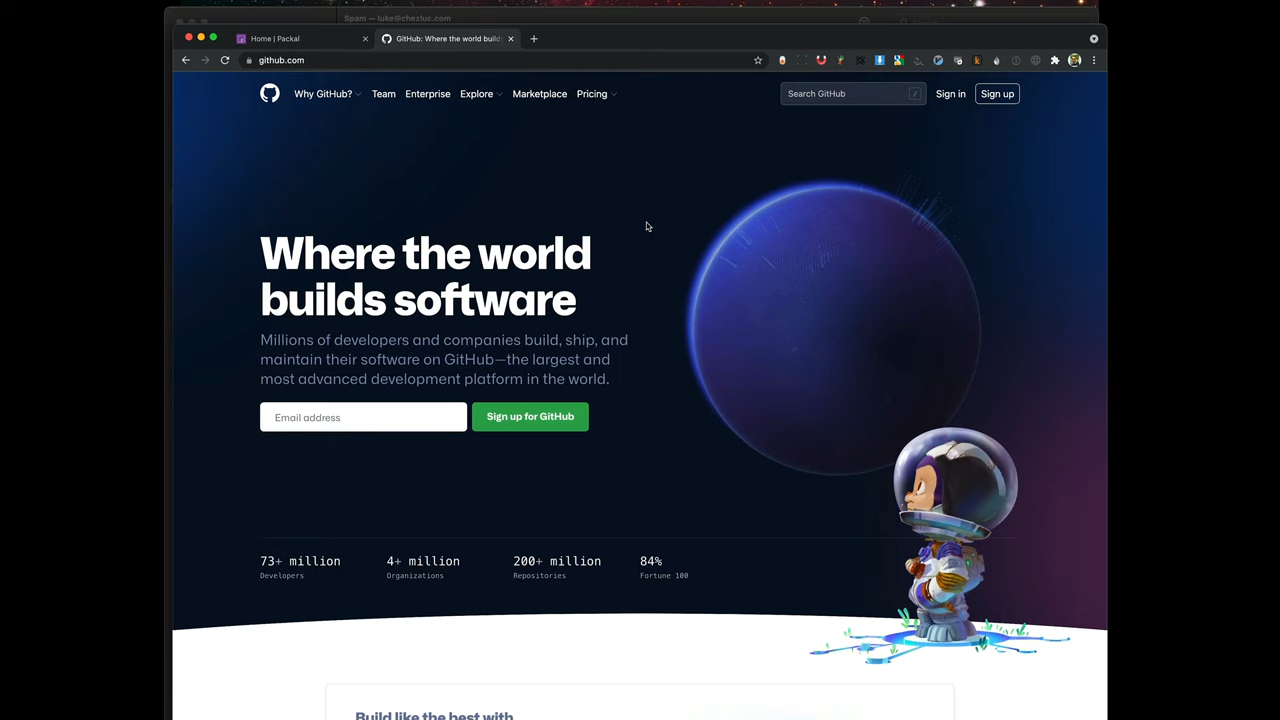 Spam — luke@chezluc.com
Home | Packal
GitHub: Where the world build
github.com
Why GitHub?
Team
Enterprise
Explore
Marketplace
Pricing
Search GitHub
/
Sign in
Sign up
Where the world
builds software
Millions of developers and companies build, ship, and
maintain their software on GitHub—the largest and
most advanced development platform in the world.
Email address
Sign up for GitHub
73+ million
4+ million
200+ million
84%
Developers
Organizations
Repositories
Fortune 100
Build like the best with